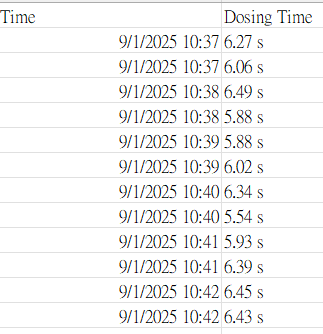 Time Dosing Time
9/1/2025 10:37 6.27 s
9/1/2025 10:37 6.06 s
9/1/2025 10:38 6.49 s
9/1/2025 10:38 5.88 s
9/1/2025 10:39 5.88 s
9/1/2025 10:39 6.02 s
9/1/2025 10:40 6.34 s
9/1/2025 10:40 5.54 s
9/1/2025 10:41 5.93 s
9/1/2025 10:41 6.39 s
9/1/2025 10:42 6.45 s
9/1/2025 10:42 6.43 s